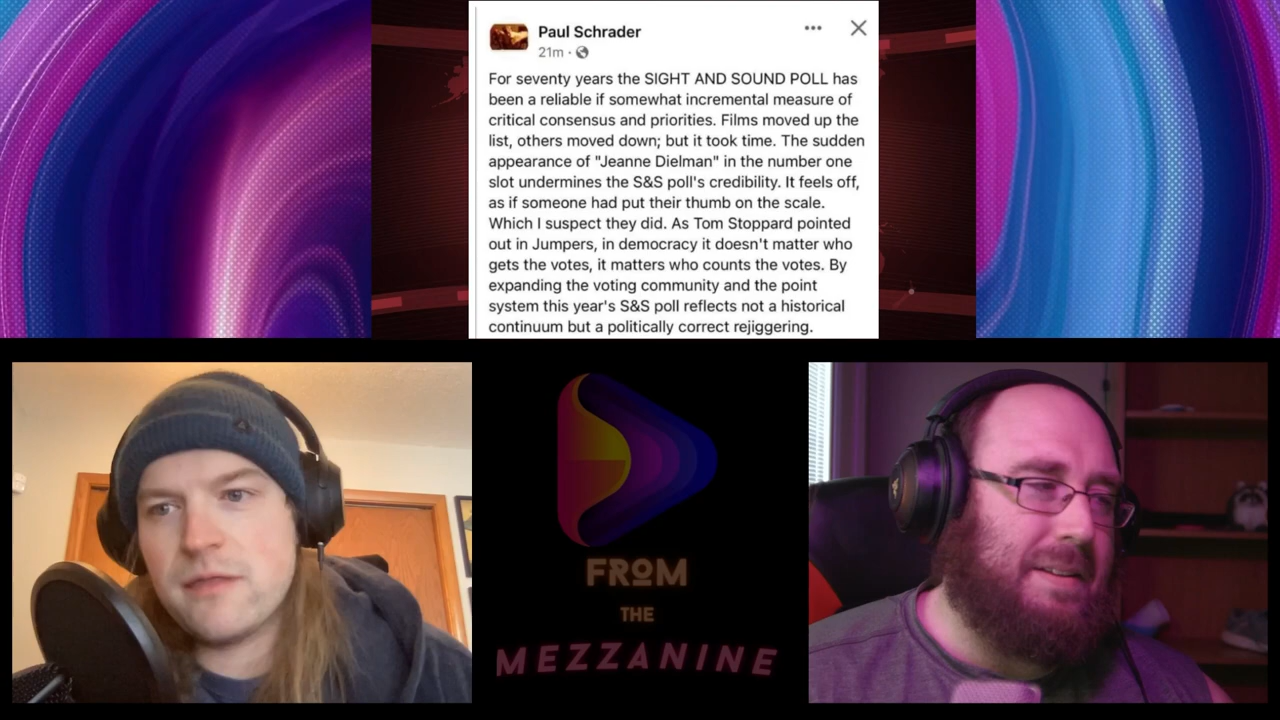 Paul Schrader
21m
For seventy years the SIGHT AND SOUND POLL has
been a reliable if somewhat incremental measure of
critical consensus and priorities. Films moved up the
list, others moved down; but it took time. The sudden
appearance of "Jeanne Dielman" in the number one
slot undermines the S&S poll's credibility. It feels off,
as if someone had put their thumb on the scale.
Which I suspect they did. As Tom Stoppard pointed
out in Jumpers, in democracy it doesn't matter who
gets the votes, it matters who counts the votes. By
expanding the voting community and the point
system this year's S&S poll reflects not a historical
continuum but a politically correct rejiggering.
FROM
THE
MEZZANINE